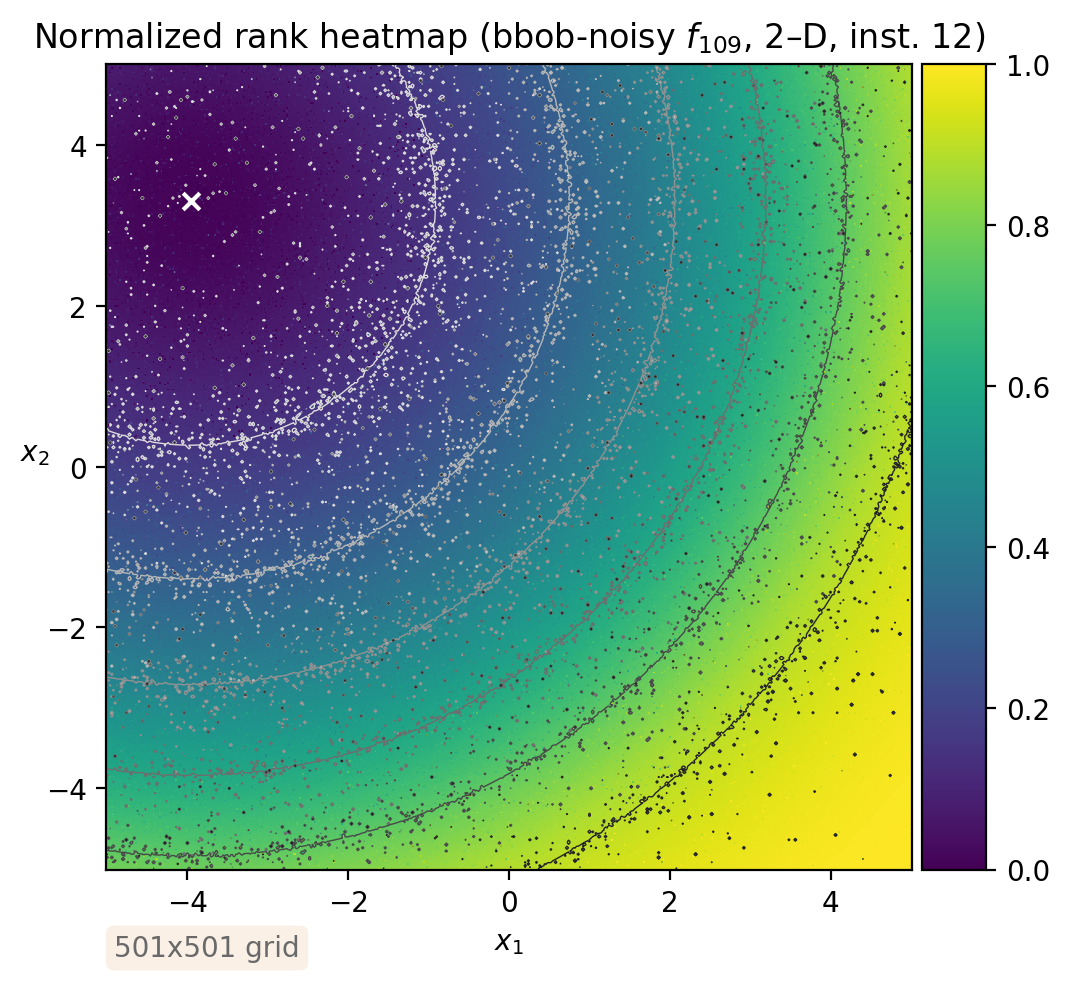 Normalized rank heatmap (bbob-noisy f₁₀₉, 2–D, inst. 12)
1.0
0.8
0.6
0.4
0.2
0.0
4
2
0
−2
−4
x₂
−4 −2 0 2 4
x₁
501x501 grid